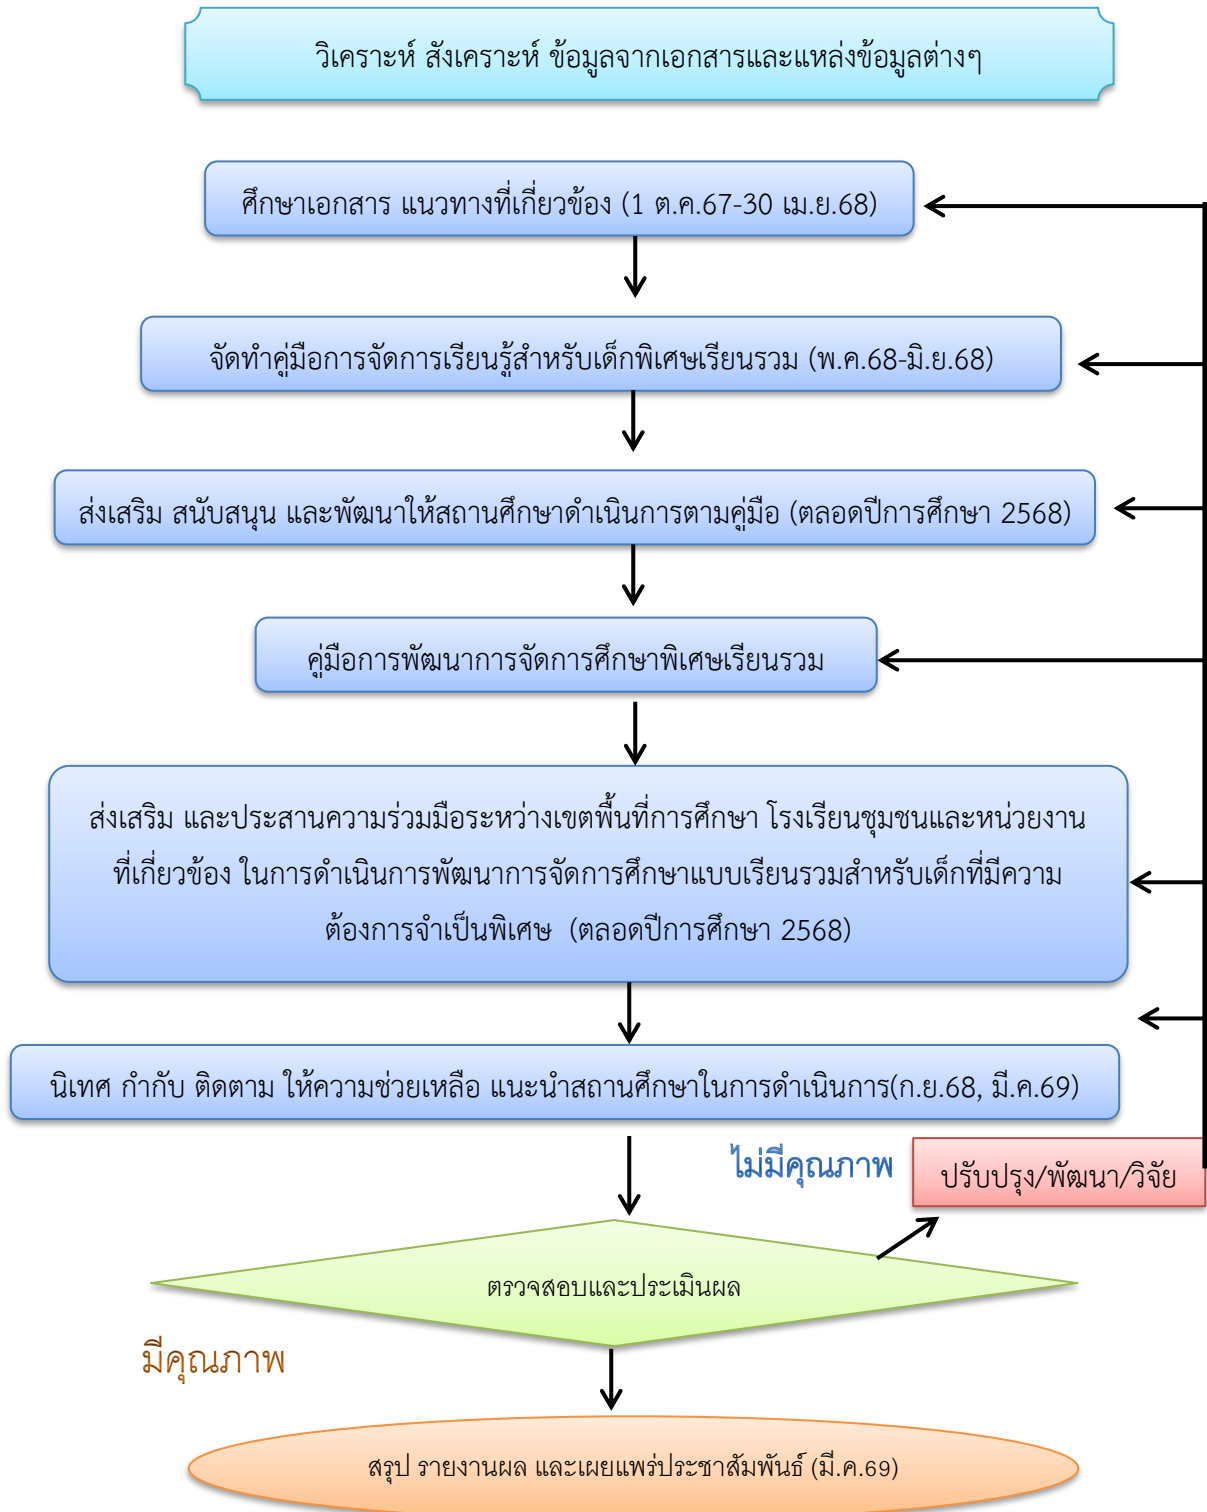 วิเคราะห์ สังเคราะห์ ข้อมูลจากเอกสารและแหล่งข้อมูลต่างๆ
ศึกษาเอกสาร แนวทางที่เกี่ยวข้อง (1 ต.ค.67-30 เม.ย.68)
จัดทำคู่มือการจัดการเรียนรู้สำหรับเด็กพิเศษเรียนรวม (พ.ค.68-มิ.ย.68)
ส่งเสริม สนับสนุน และพัฒนาให้สถานศึกษาดำเนินการตามคู่มือ (ตลอดปีการศึกษา 2568)
คู่มือการพัฒนาการจัดการศึกษาพิเศษเรียนรวม
ส่งเสริม และประสานความร่วมมือระหว่างเขตพื้นที่การศึกษา โรงเรียนชุมชนและหน่วยงาน
ที่เกี่ยวข้อง ในการดำเนินการพัฒนาการจัดการศึกษาแบบเรียนรวมสำหรับเด็กที่มีความ
ต้องการจำเป็นพิเศษ (ตลอดปีการศึกษา 2568)
นิเทศ กำกับ ติดตาม ให้ความช่วยเหลือ แนะนำสถานศึกษาในการดำเนินการ(ก.ย.68, มี.ค.69)
ไม่มีคุณภาพ
ปรับปรุง/พัฒนา/วิจัย
ตรวจสอบและประเมินผล
มีคุณภาพ
สรุป รายงานผล และเผยแพร่ประชาสัมพันธ์ (มี.ค.69)